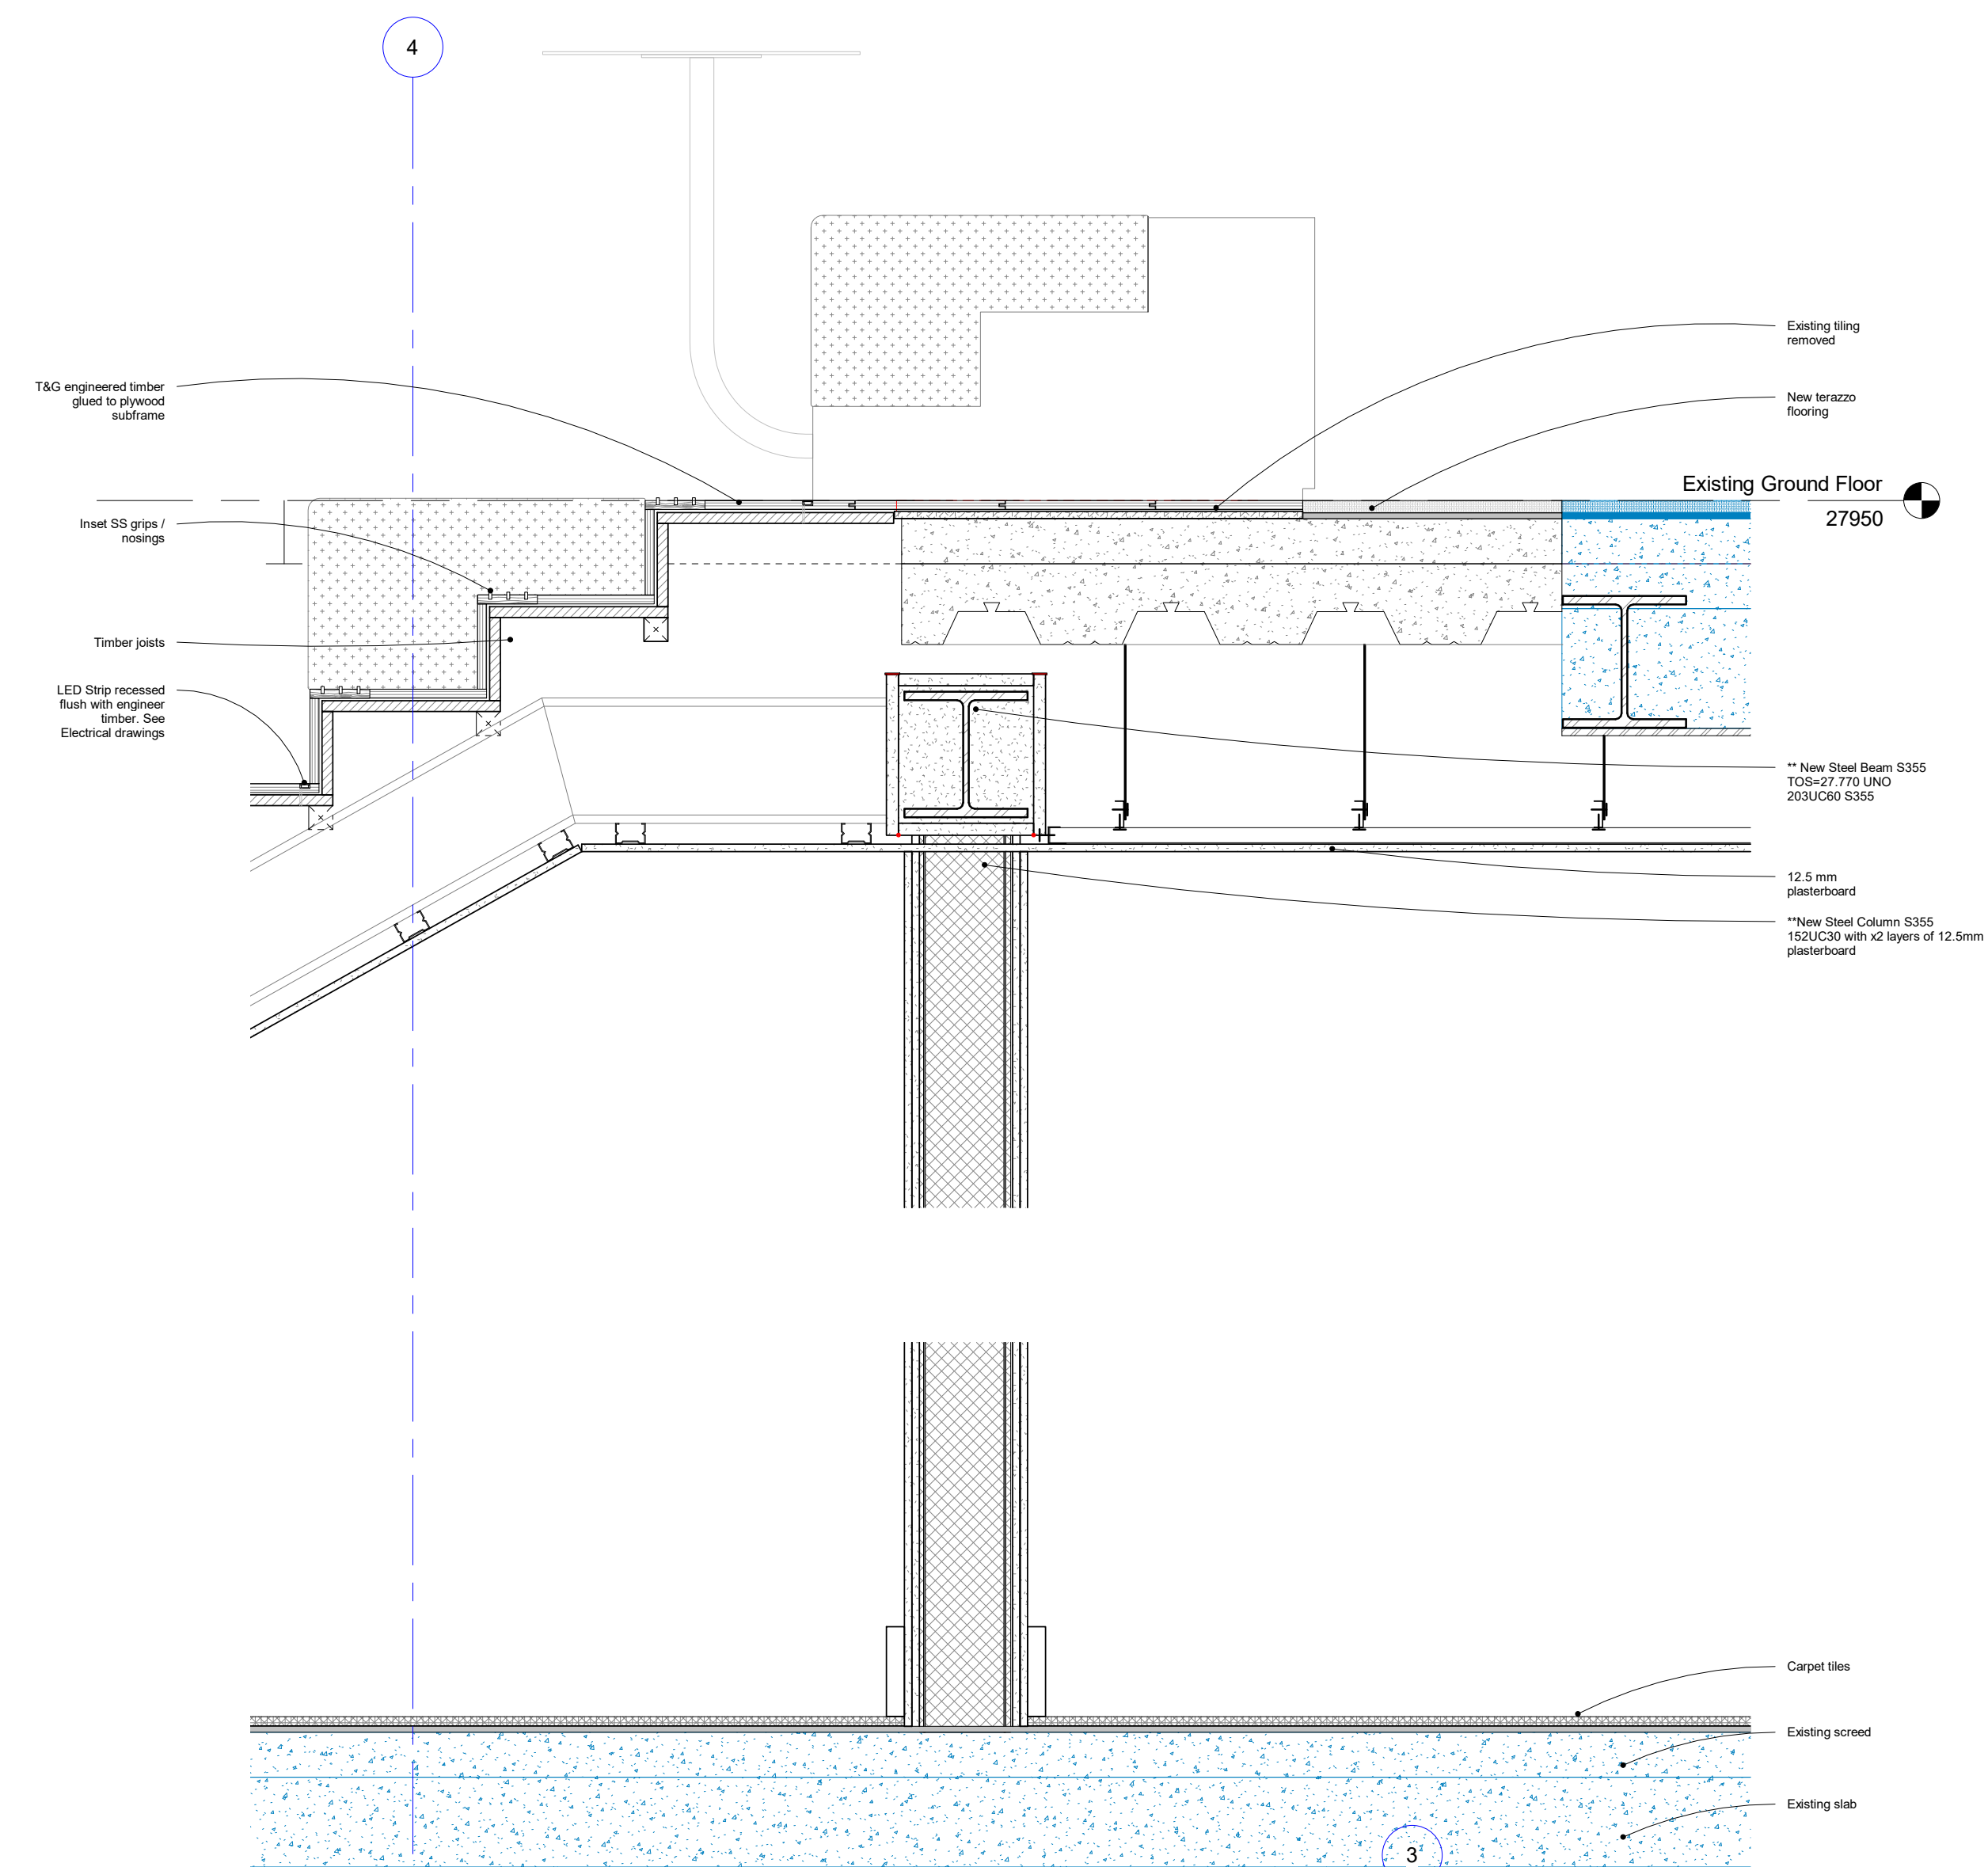 4
Existing tiling
removed
T&G engineered timber
glued to plywood
subframe
New terazzo
flooring
Existing Ground Floor
27950
Inset SS grips /
nosings
Timber joists
LED Strip recessed
flush with engineer
timber. See
Electrical drawings
** New Steel Beam S355
TOS=27.770 UNO
203UC60 S355
12.5 mm
plasterboard
**New Steel Column S355
152UC30 with x2 layers of 12.5mm
plasterboard
Carpet tiles
Existing screed
Existing slab
3